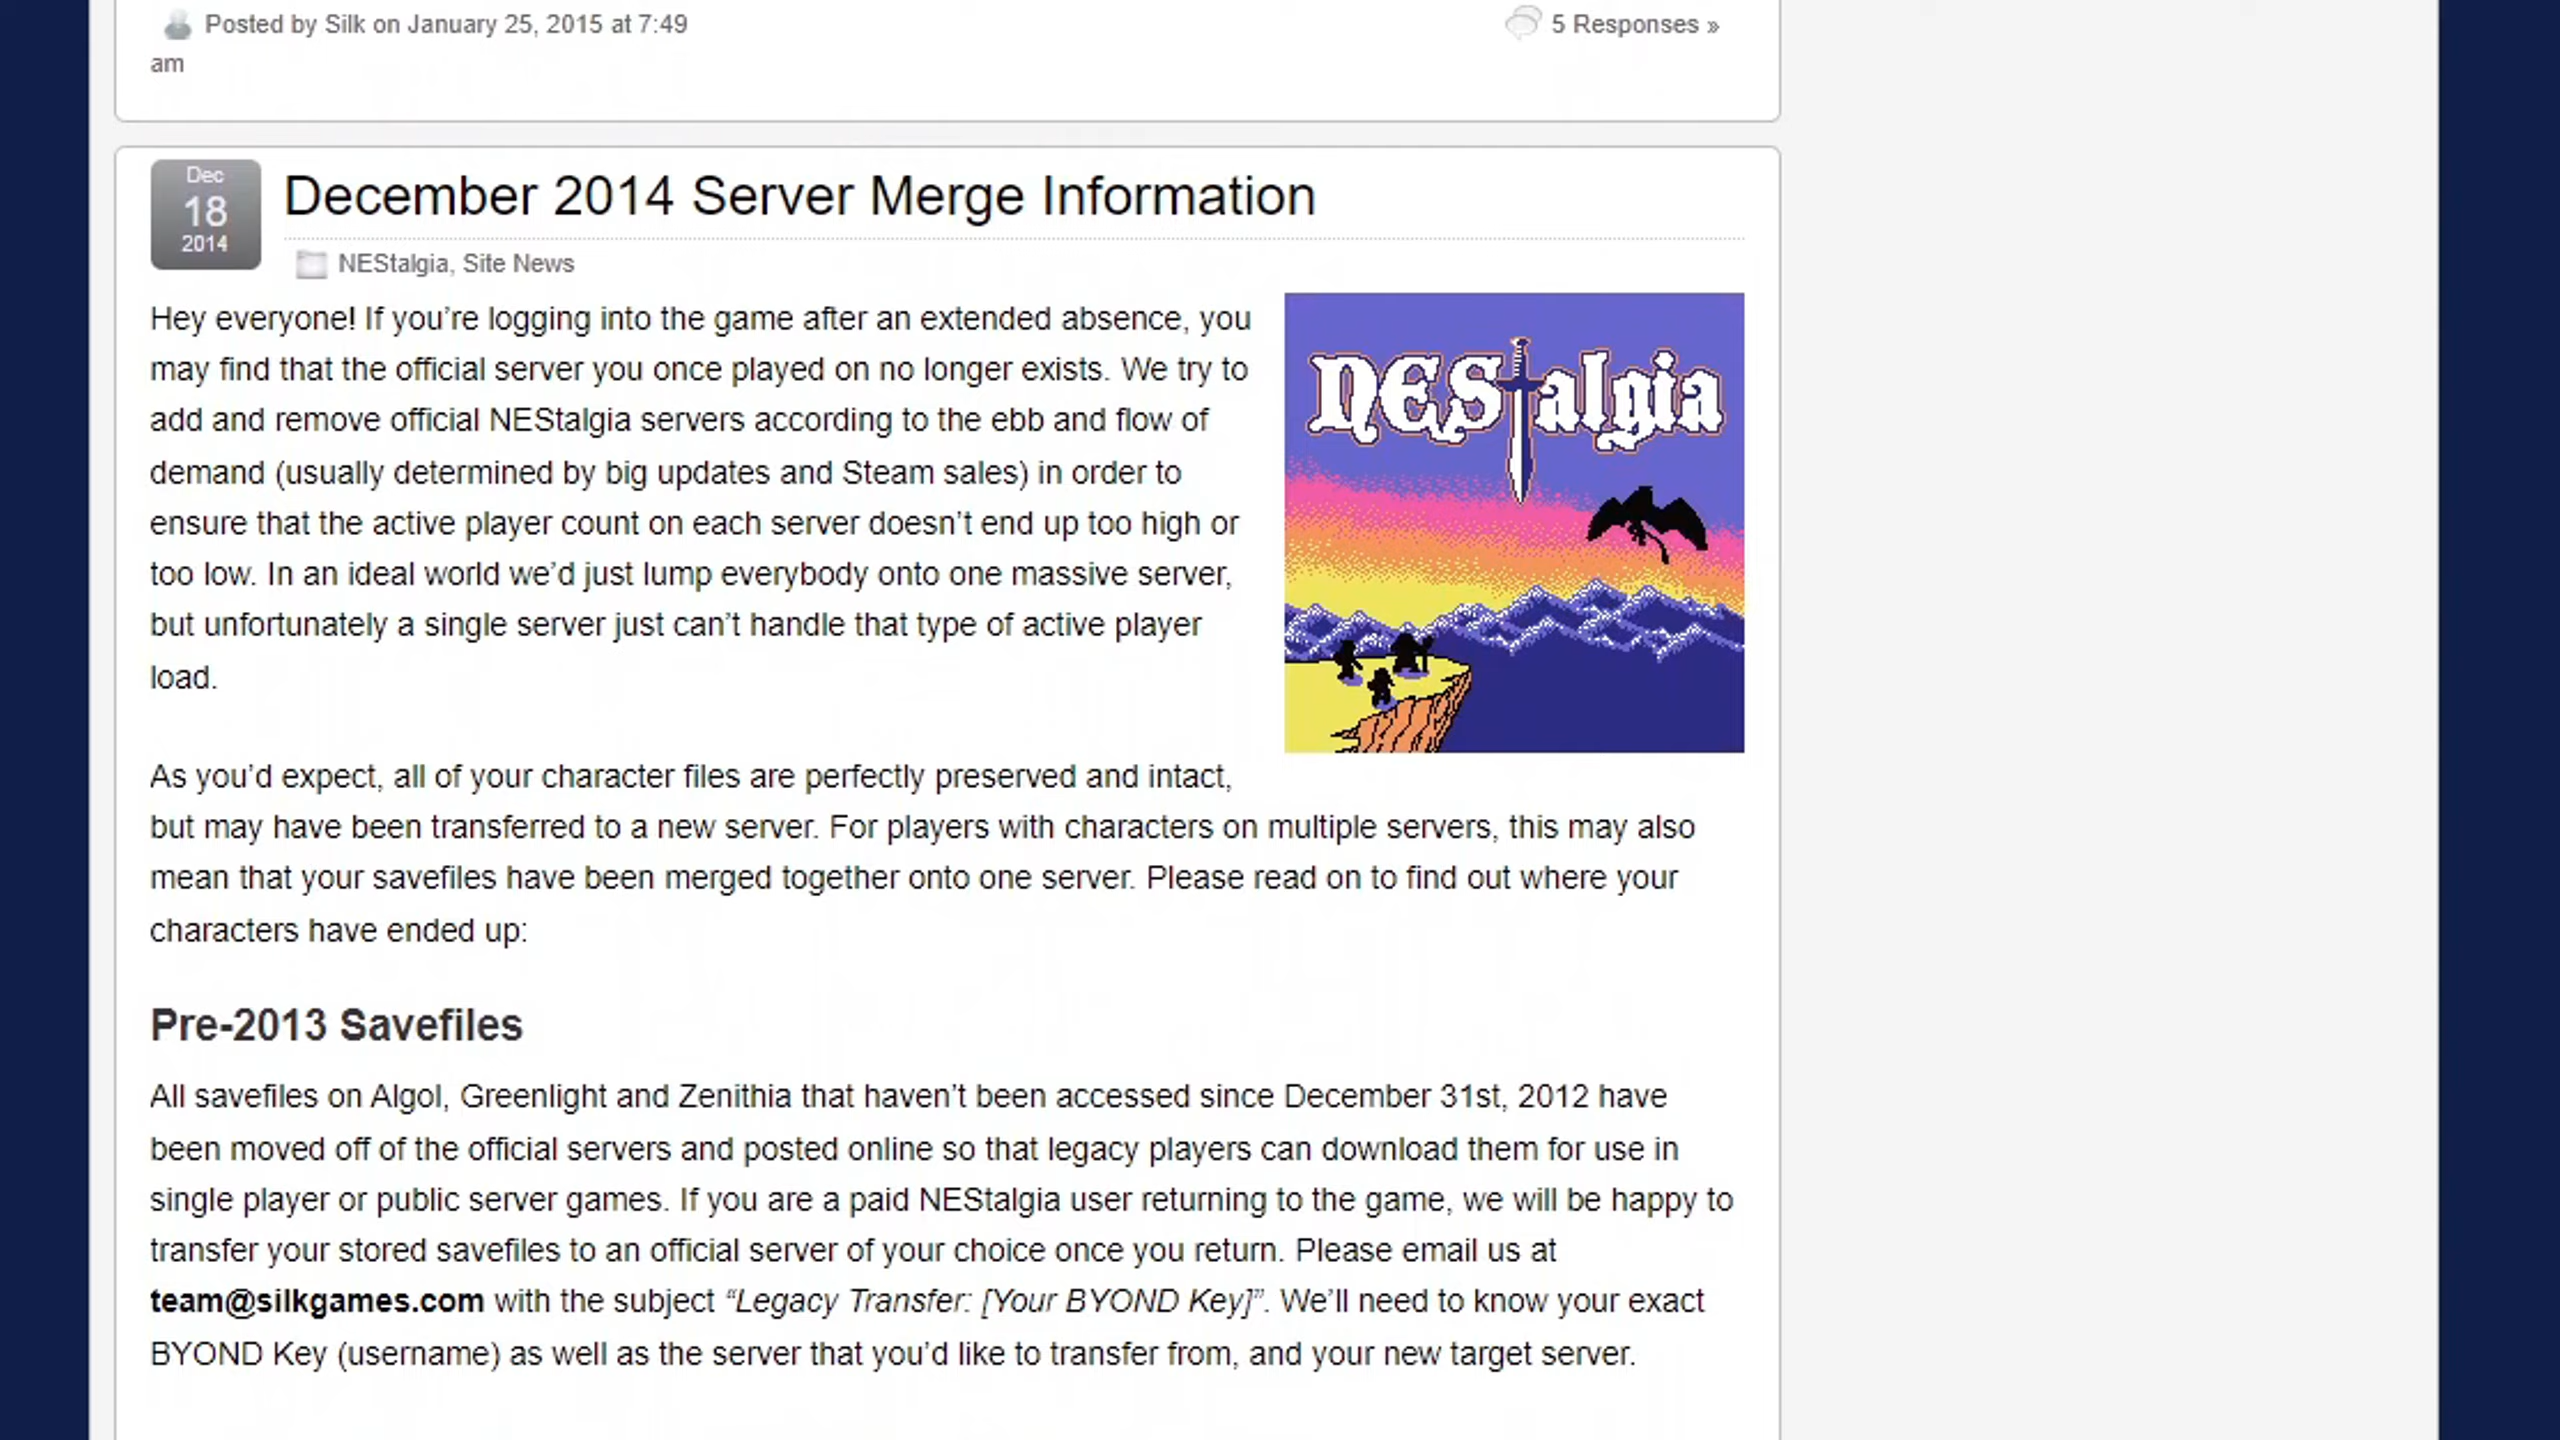 Posted by Silk on January 25, 2015 at 7:49
am
5 Responses »
Dec
18
2014
December 2014 Server Merge Information
NEStalgia, Site News
Hey everyone! If you’re logging into the game after an extended absence, you
may find that the official server you once played on no longer exists. We try to
add and remove official NEStalgia servers according to the ebb and flow of
demand (usually determined by big updates and Steam sales) in order to
ensure that the active player count on each server doesn’t end up too high or
too low. In an ideal world we’d just lump everybody onto one massive server,
but unfortunately a single server just can’t handle that type of active player
load.
NEStalgia
As you’d expect, all of your character files are perfectly preserved and intact,
but may have been transferred to a new server. For players with characters on multiple servers, this may also
mean that your savefiles have been merged together onto one server. Please read on to find out where your
characters have ended up:
Pre-2013 Savefiles
All savefiles on Algol, Greenlight and Zenithia that haven’t been accessed since December 31st, 2012 have
been moved off of the official servers and posted online so that legacy players can download them for use in
single player or public server games. If you are a paid NEStalgia user returning to the game, we will be happy to
transfer your stored savefiles to an official server of your choice once you return. Please email us at
team@silkgames.com with the subject “Legacy Transfer: [Your BYOND Key]”. We’ll need to know your exact
BYOND Key (username) as well as the server that you’d like to transfer from, and your new target server.